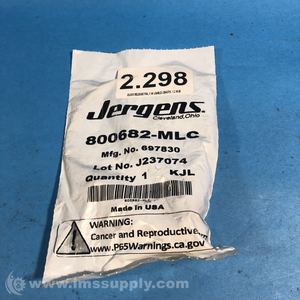 2.298
Jergens
Cleveland, Ohio
800682-MLC
Mfg. No. 697830
Lot No. J237074
Quantity 1 KJL
Made in USA
WARNING:
Cancer and Reproductive
www.P65Warnings.ca.gov
© www.imssupply.com